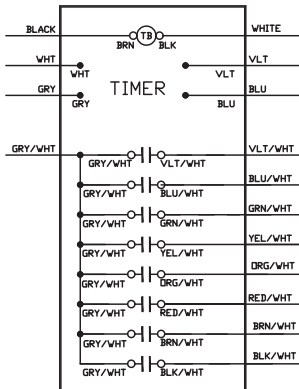 BLACK TB WHITE
BRN BLK
WHT VLT
WHT VLT
GRY TIMER BLU
GRY BLU
GRY/WHT VLT/WHT
GRY/WHT VLT/WHT
BLU/WHT
GRY/WHT BLU/WHT
GRN/WHT
GRY/WHT GRN/WHT
YEL/WHT
GRY/WHT YEL/WHT
ORG/WHT
GRY/WHT ORG/WHT
RED/WHT
GRY/WHT RED/WHT
BRN/WHT
GRY/WHT BRN/WHT
BLK/WHT
GRY/WHT BLK/WHT